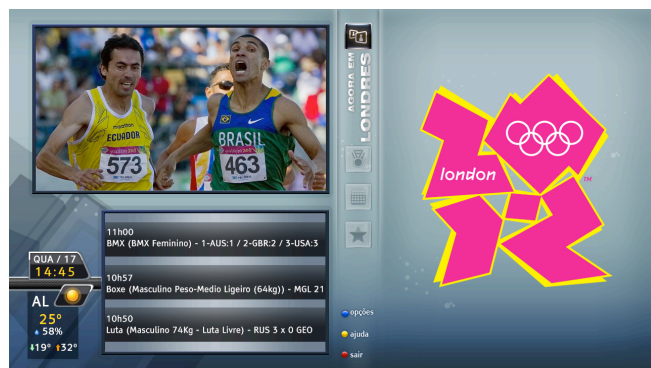 marathon
ECUADOR
573
BRASIL
463
AGORA EM
LONDRES
london
TM
11h00
BMX (BMX Feminino) - 1-AUS:1 / 2-GBR:2 / 3-USA:3
10h57
Boxe (Masculino Peso-Medio Ligeiro (64kg)) - MGL 21
10h50
Luta (Masculino 74Kg - Luta Livre) - RUS 3 x 0 GEO
QUA / 17
14:45
AL
25°
58%
19° 32°
opções
ajuda
sair